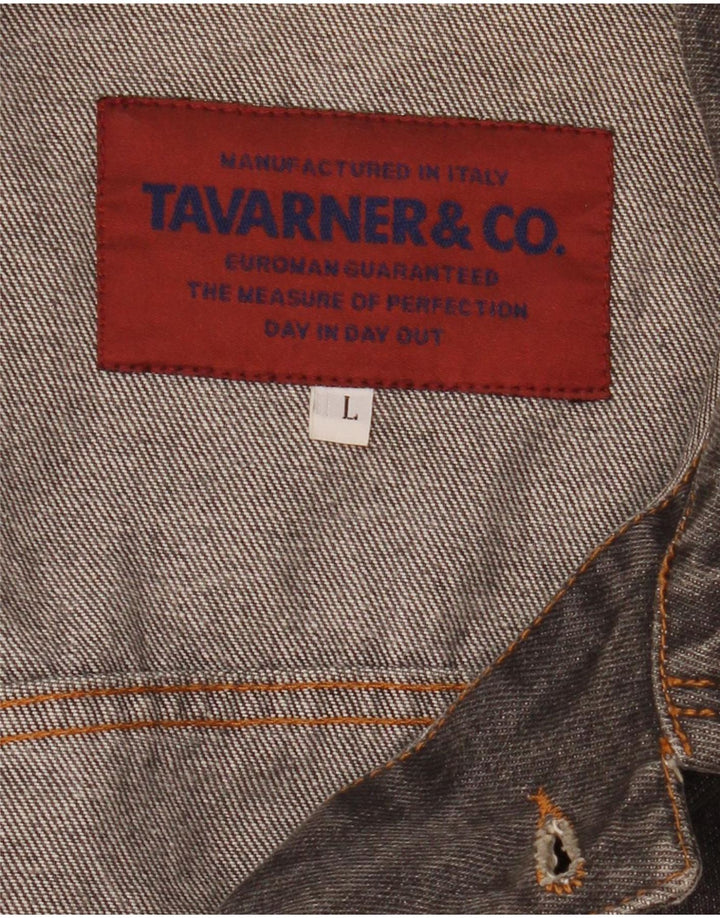 MANUFACTURED IN ITALY
TAVARNER & CO.
EUROMAN GUARANTEED
THE MEASURE OF PERFECTION
DAY IN DAY OUT
L